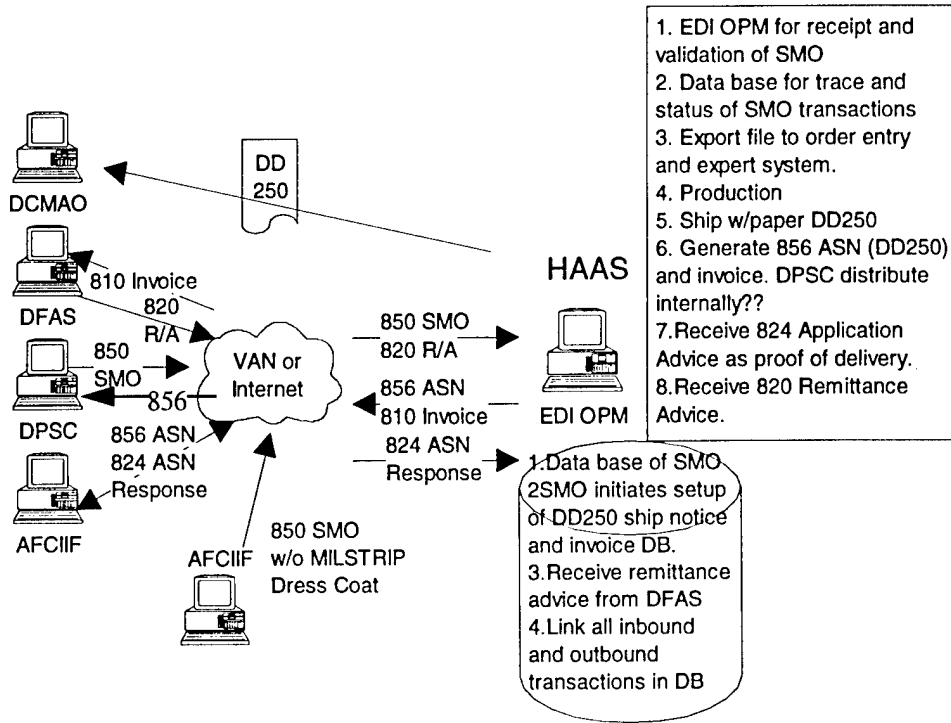 1. EDI OPM for receipt and
validation of SMO
2. Data base for trace and
status of SMO transactions
3. Export file to order entry
and expert system.
4. Production
5. Ship w/paper DD250
6. Generate 856 ASN (DD250)
and invoice. DPSC distribute
internally??
7.Receive 824 Application
Advice as proof of delivery.
8.Receive 820 Remittance
Advice.
DD
250
DCMAO
810 Invoice
820
R/A
DFAS
850
SMO
856
DPSC
856 ASN
824 ASN
Response
AFCIIF
VAN or
Internet
AFCIIF
850 SMO
w/o MILSTRIP
Dress Coat
HAAS
850 SMO
820 R/A
856 ASN
810 Invoice
824 ASN
Response
EDI OPM
1.Data base of SMO
2SMO initiates setup
of DD250 ship notice
and invoice DB.
3.Receive remittance
advice from DFAS
4.Link all inbound
and outbound
transactions in DB